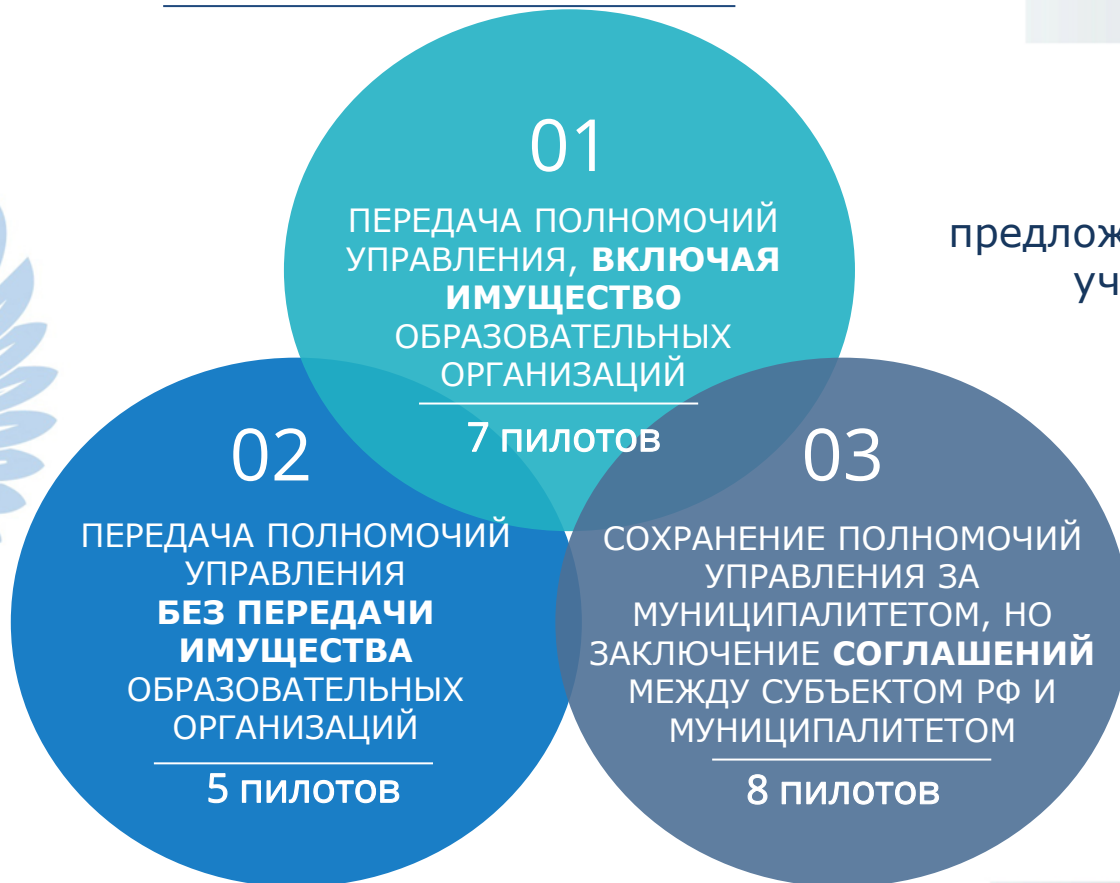 01
ПЕРЕДАЧА ПОЛНОМОЧИЙ
УПРАВЛЕНИЯ, ВКЛЮЧАЯ
ИМУЩЕСТВО
ОБРАЗОВАТЕЛЬНЫХ
ОРГАНИЗАЦИЙ
7 пилотов
02
ПЕРЕДАЧА ПОЛНОМОЧИЙ
УПРАВЛЕНИЯ
БЕЗ ПЕРЕДАЧИ
ИМУЩЕСТВА
ОБРАЗОВАТЕЛЬНЫХ
ОРГАНИЗАЦИЙ
5 пилотов
03
СОХРАНЕНИЕ ПОЛНОМОЧИЙ
УПРАВЛЕНИЯ ЗА
МУНИЦИПАЛИТЕТОМ, НО
ЗАКЛЮЧЕНИЕ СОГЛАШЕНИЙ
МЕЖДУ СУБЪЕКТОМ РФ И
МУНИЦИПАЛИТЕТОМ
8 пилотов